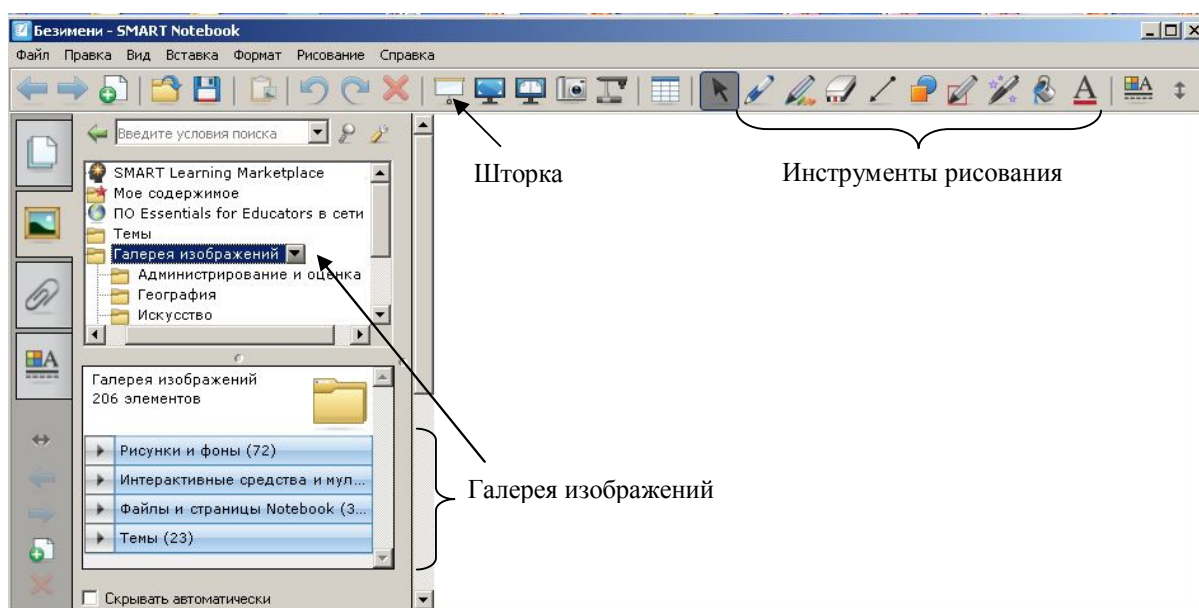 Безимени - SMART Notebook
Файл Правка Вид Вставка Формат Рисование Справка
Введите условия поиска
SMART Learning Marketplace
Мое содержимое
ПО Essentials for Educators в сети
Темы
Галерея изображений
Администрирование и оценка
География
Искусство
Шторка
Инструменты рисования
Галерея изображений
206 элементов
Рисунки и фоны (72)
Интерактивные средства и мул...
Файлы и страницы Notebook (3...
Темы (23)
Галерея изображений
Скрывать автоматически